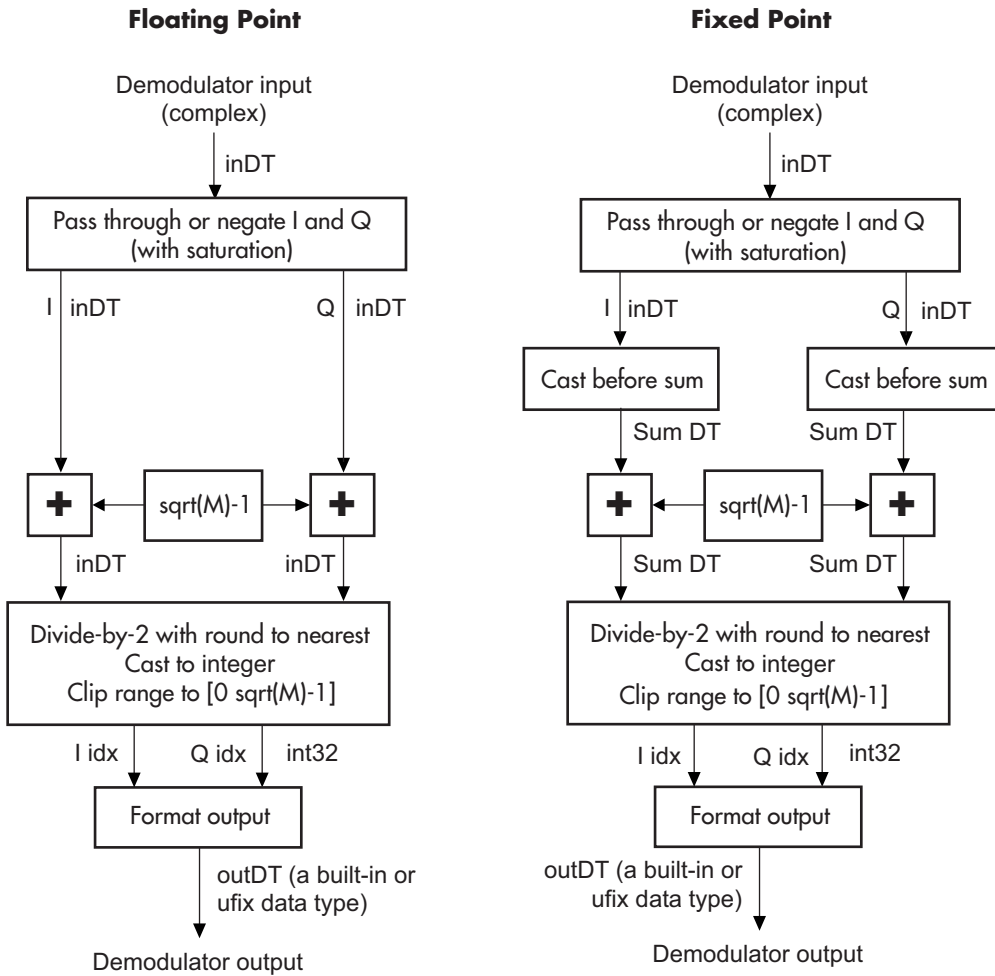 Floating Point
Demodulator input
(complex)
inDT
Pass through or negate I and Q
(with saturation)
I
inDT
Q
inDT
+
sqrt(M)-1
+
inDT
inDT
Divide-by-2 with round to nearest
Cast to integer
Clip range to [0 sqrt(M)-1]
I idx
Q idx
int32
Format output
outDT (a built-in or
ufix data type)
Demodulator output
Fixed Point
Demodulator input
(complex)
inDT
Pass through or negate I and Q
(with saturation)
I
inDT
Q
inDT
Cast before sum
Cast before sum
Sum DT
Sum DT
+
sqrt(M)-1
+
Sum DT
Sum DT
Divide-by-2 with round to nearest
Cast to integer
Clip range to [0 sqrt(M)-1]
I idx
Q idx
int32
Format output
outDT (a built-in or
ufix data type)
Demodulator output